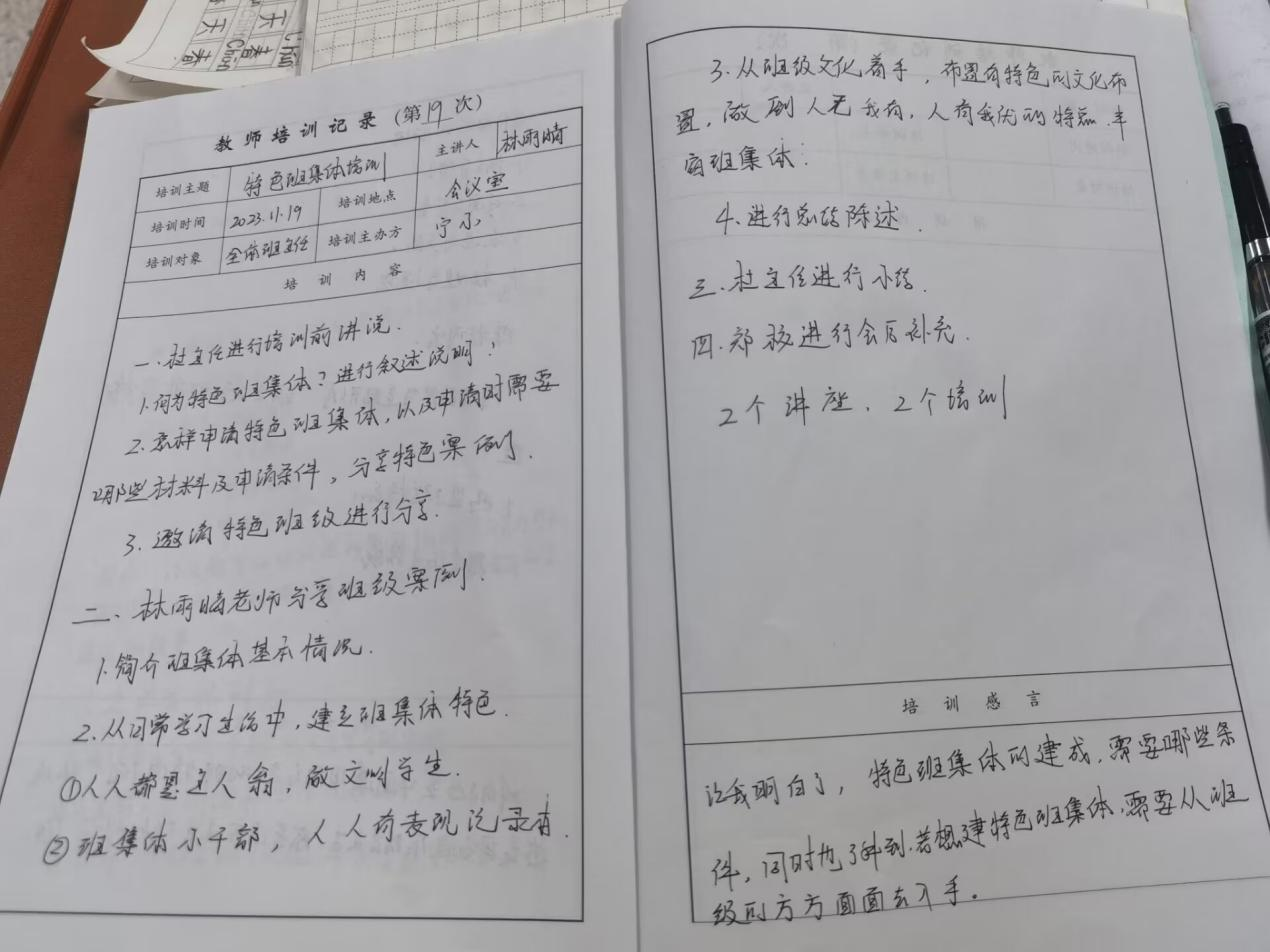 教师培训记录（第19次）
培训主题 特色班集体培训 主讲人 林雨晴
培训时间 2023.11.19 培训地点 会议室
培训对象 全体班主任 培训主办方 宁小
培训内容
一、杜主任进行培训前讲说.
1.何为特色班集体？进行叙述说明；
2.怎样申请特色班集体，以及申请时需要
哪些材料及申请条件，分享特色案例.
3.邀请特色班级进行分享.
二、林雨晴老师分享班级案例.
1.简介班集体基本情况.
2.从日常学习生活中，建立班集体特色.
①人人都是主人翁，做文明学生.
②班集体小干部，人人有表现记录本.
3.从班级文化着手，布置有特色的文化布
置，做到人无我有，人有我优的特点.丰
富班集体；
4.进行总结陈述.
三.杜主任进行小结.
四.郑校进行会后补充.
2个讲座、2个培训
培训感言
让我明白了，特色班集体的建成，需要哪些条
件，同时也了解到.若想建特色班集体.需要从班
级的方方面面去入手。
天
天
春
春
Chūn